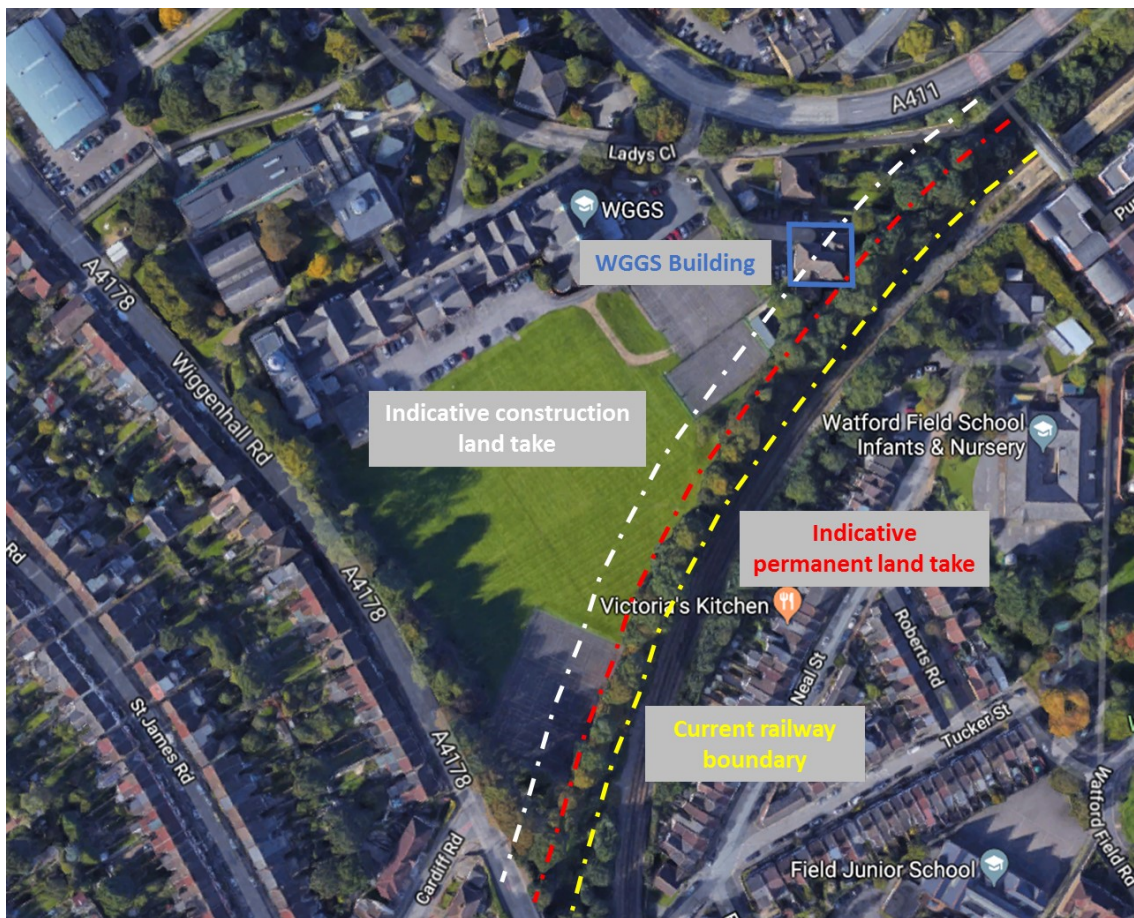 A411
Ladys Cl
WGGS
WGGS Building
A4178
Wiggenhall Rd
Indicative construction
land take
Watford Field School
Infants & Nursery
Indicative
permanent land take
Rd
A4178
Victoria's Kitchen
Roberts Rd
Neal St
St James Rd
Tucker St
Current railway
boundary
A4178
Watford Field Rd
Cardiff Rd
Field Junior School